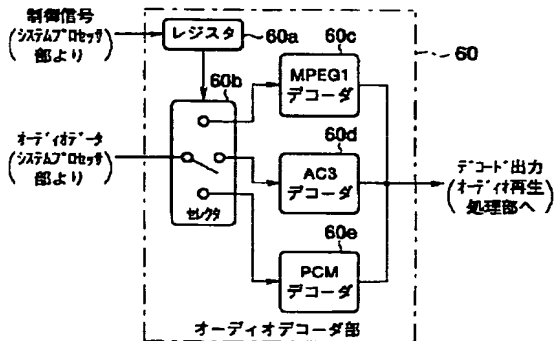 制御信号
(システムプロセッサ
部より)
レジスタ
60a
60b
60c
60
MPEG1
デコーダ
60d
オーディオデータ
(システムプロセッサ
部より)
セレクタ
AC3
デコーダ
デコード出力
(オーディオ再生
処理部へ)
60e
PCM
デコーダ
オーディオデコーダ部